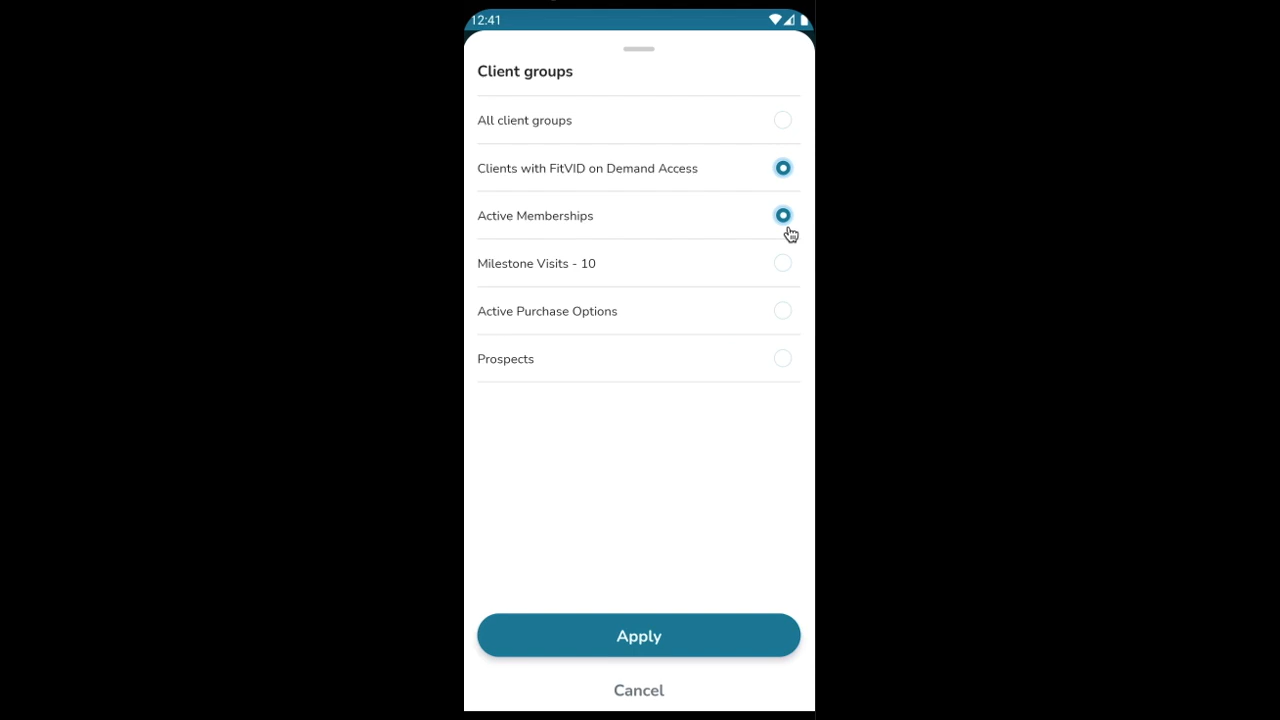 12:41
Client groups
All client groups
Clients with FitVID on Demand Access
Active Memberships
Milestone Visits - 10
Active Purchase Options
Prospects
Apply
Cancel